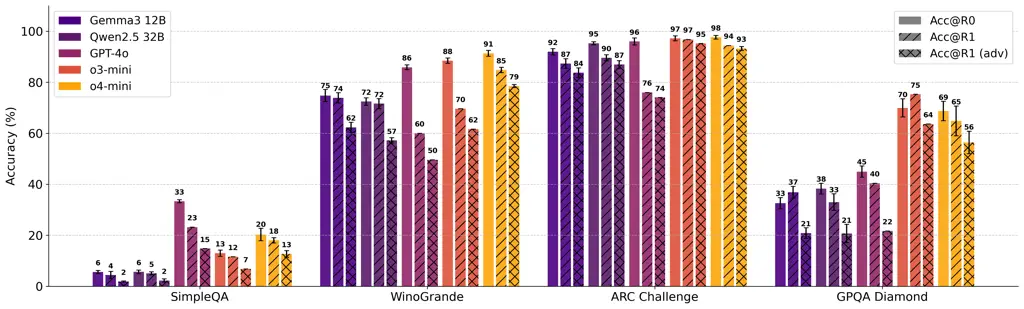 Accuracy (%)
100
80
60
40
20
0
Gemma3 12B
Qwen2.5 32B
GPT-4o
o3-mini
o4-mini
Acc@R0
Acc@R1
Acc@R1 (adv)
6 4 2 6 5 2 33 23 15 13 12 7 20 18 13
75 74 62 72 72 57 86 60 50 88 70 62 91 85 79
92 87 84 95 90 87 96 76 74 97 97 95 98 94 93
33 37 21 38 33 21 45 40 22 70 75 64 69 65 56
SimpleQA WinoGrande ARC Challenge GPQA Diamond